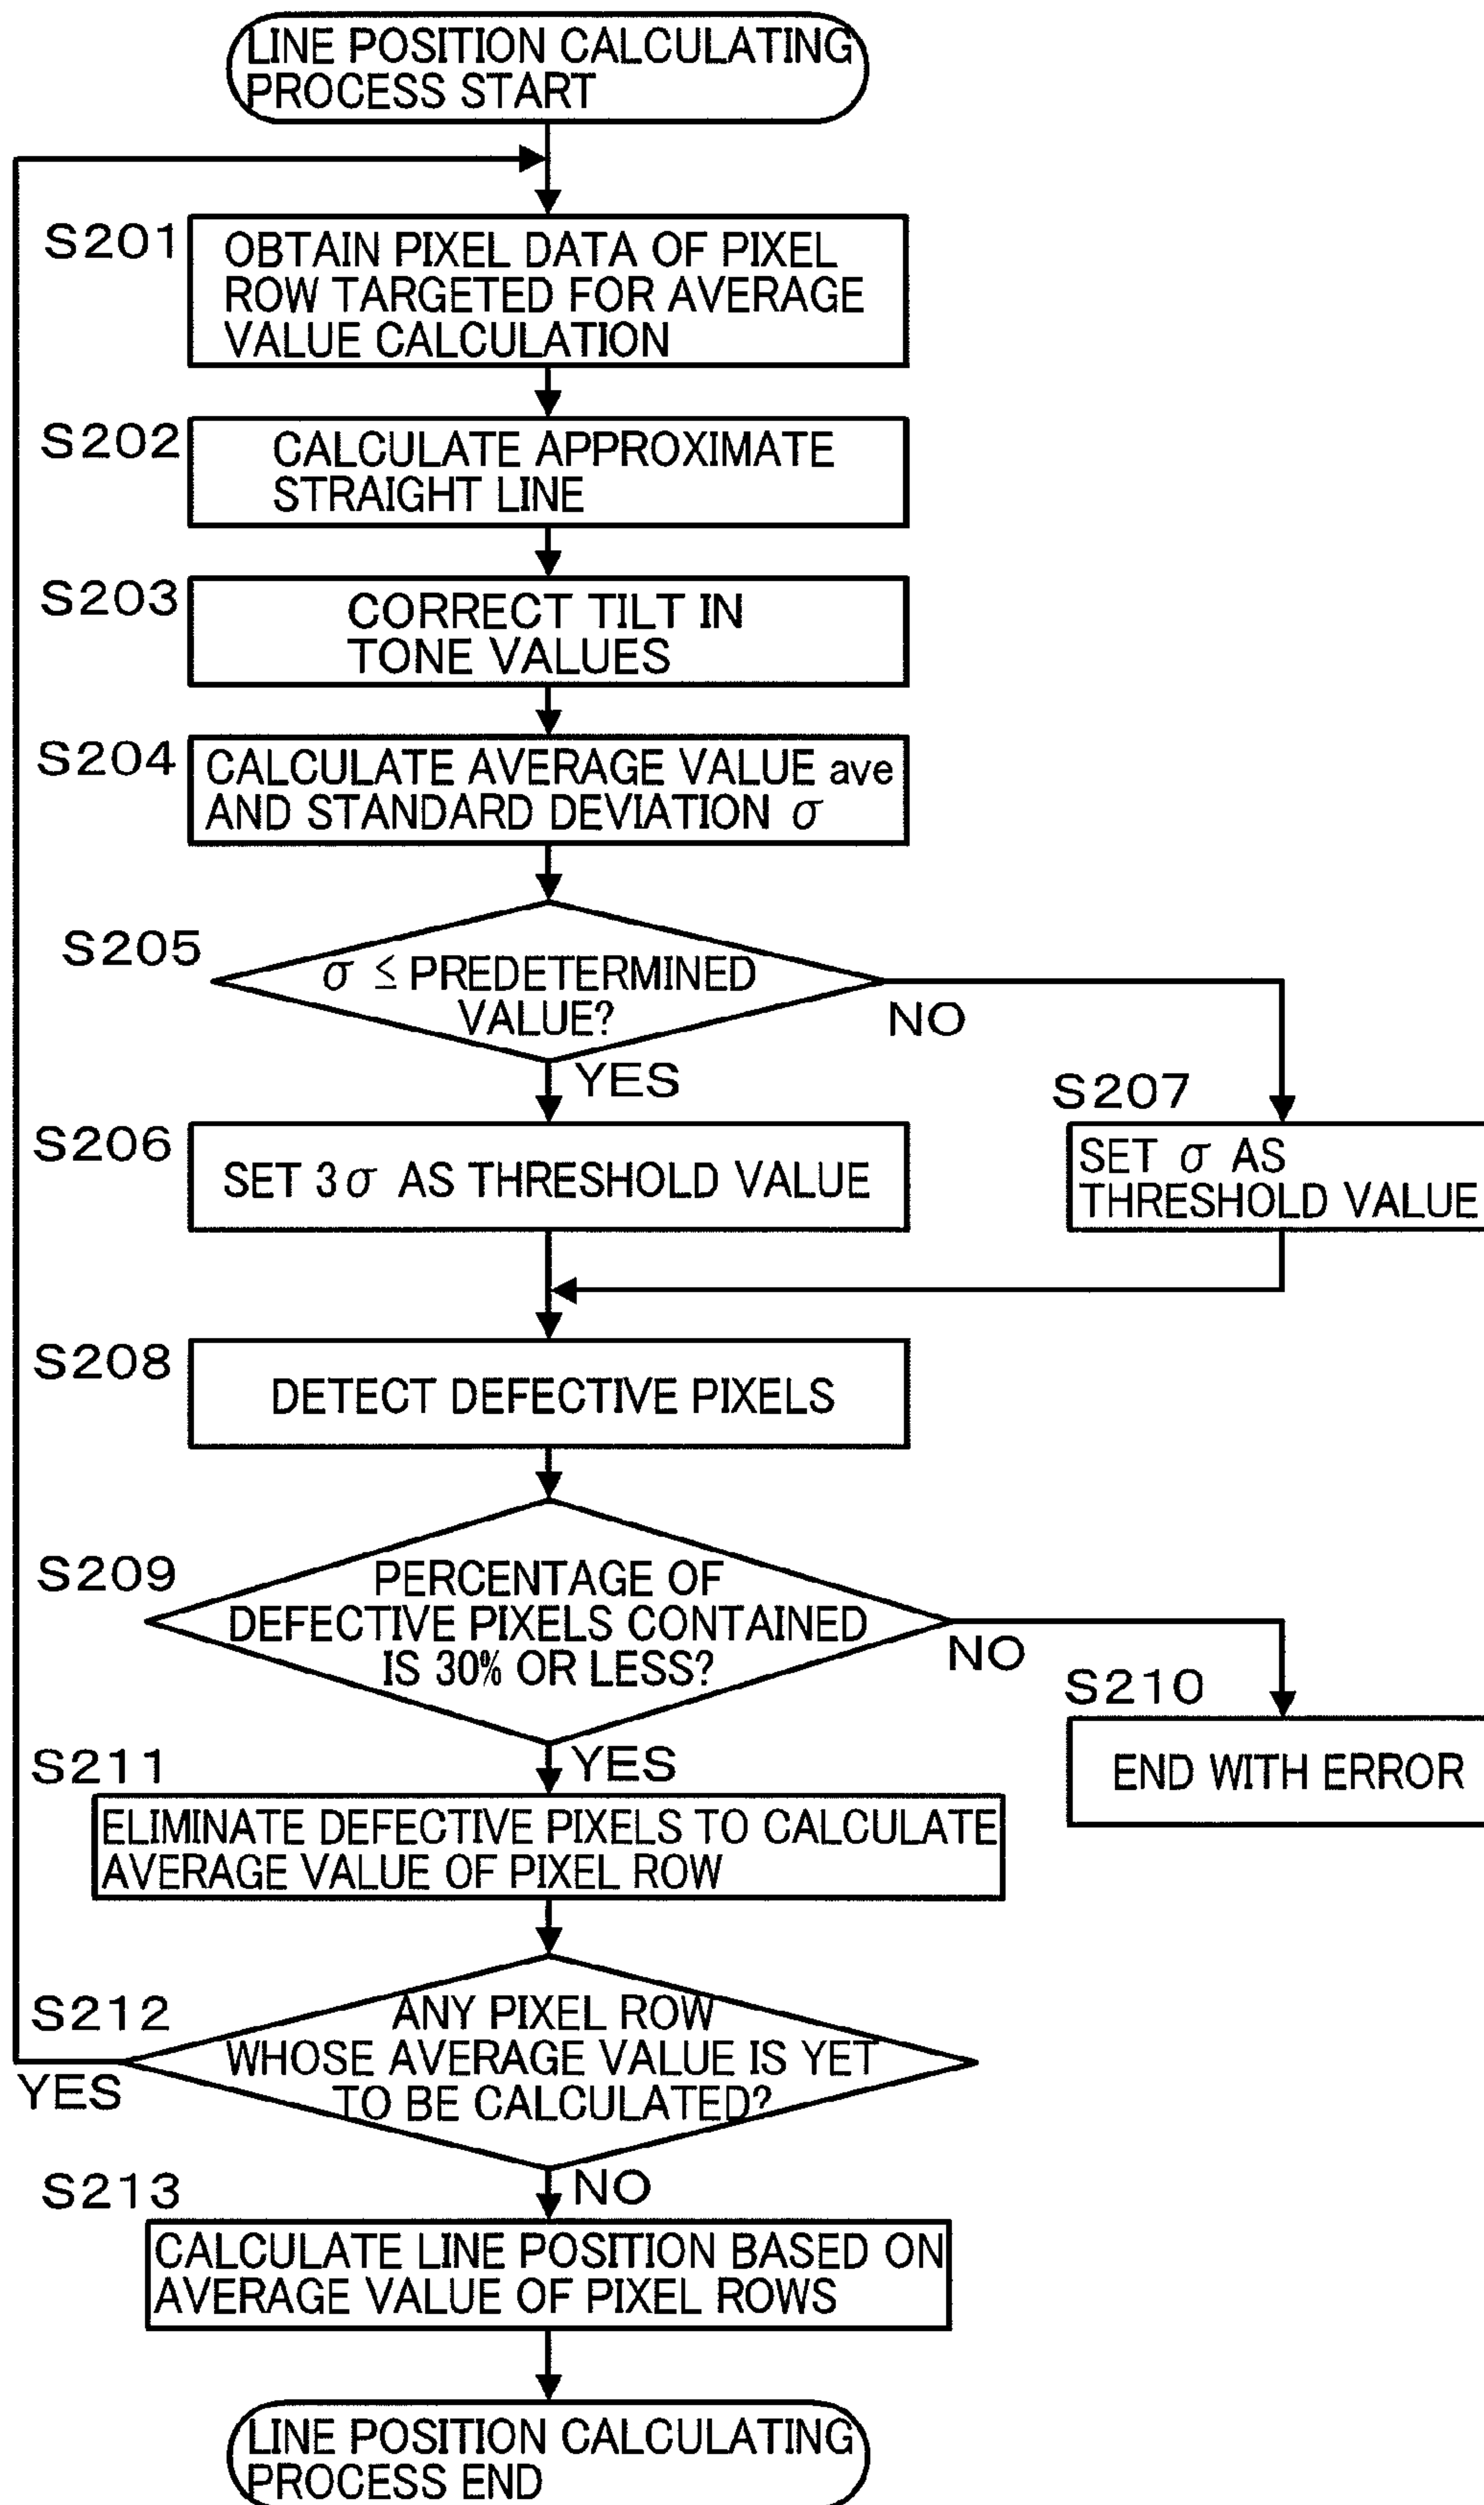 LINE POSITION CALCULATING
PROCESS START
S201
OBTAIN PIXEL DATA OF PIXEL
ROW TARGETED FOR AVERAGE
VALUE CALCULATION
S202
CALCULATE APPROXIMATE
STRAIGHT LINE
S203
CORRECT TILT IN
TONE VALUES
S204
CALCULATE AVERAGE VALUE ave
AND STANDARD DEVIATION σ
S205
σ ≤ PREDETERMINED
VALUE?
NO
YES
S206
SET 3σ AS THRESHOLD VALUE
S207
SET σ AS
THRESHOLD VALUE
S208
DETECT DEFECTIVE PIXELS
S209
PERCENTAGE OF
DEFECTIVE PIXELS CONTAINED
IS 30% OR LESS?
NO
YES
S210
END WITH ERROR
S211
ELIMINATE DEFECTIVE PIXELS TO CALCULATE
AVERAGE VALUE OF PIXEL ROW
S212
ANY PIXEL ROW
WHOSE AVERAGE VALUE IS YET
TO BE CALCULATED?
YES
NO
S213
CALCULATE LINE POSITION BASED ON
AVERAGE VALUE OF PIXEL ROWS
LINE POSITION CALCULATING
PROCESS END